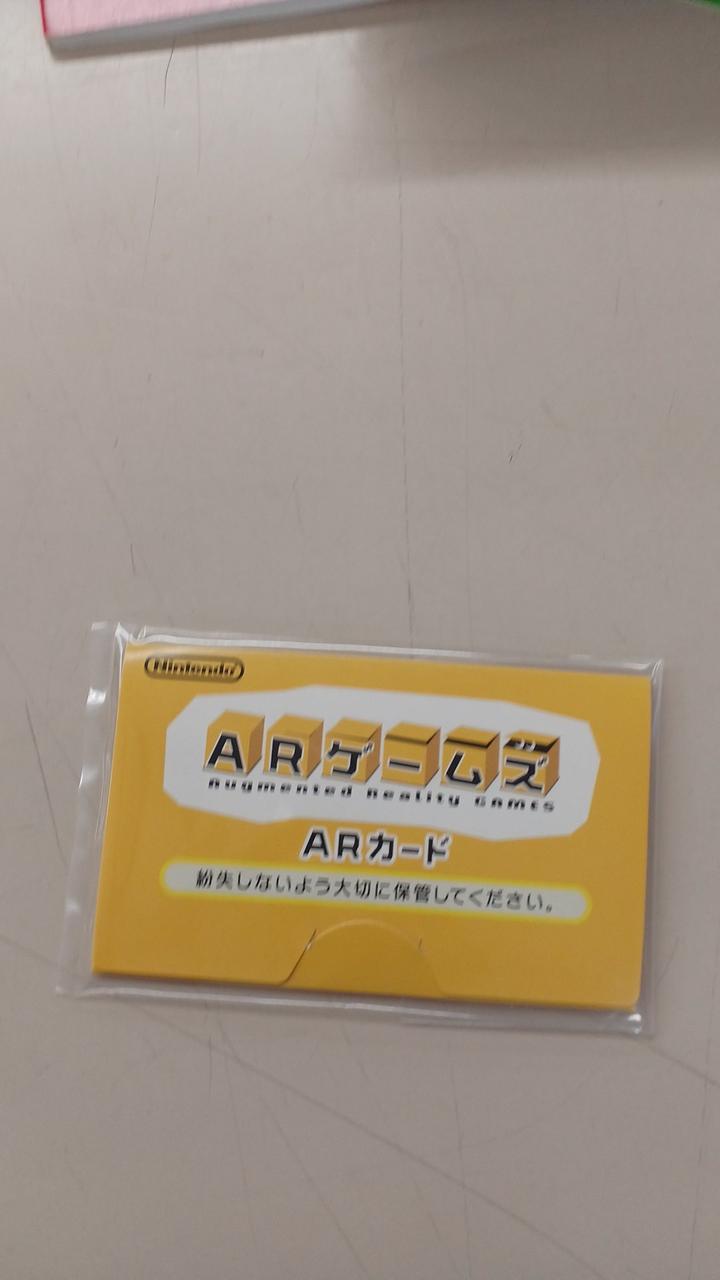 Nintendo
ARゲームズ
Augmented Reality Games
ARカード
紛失しないよう大切に保管してください。